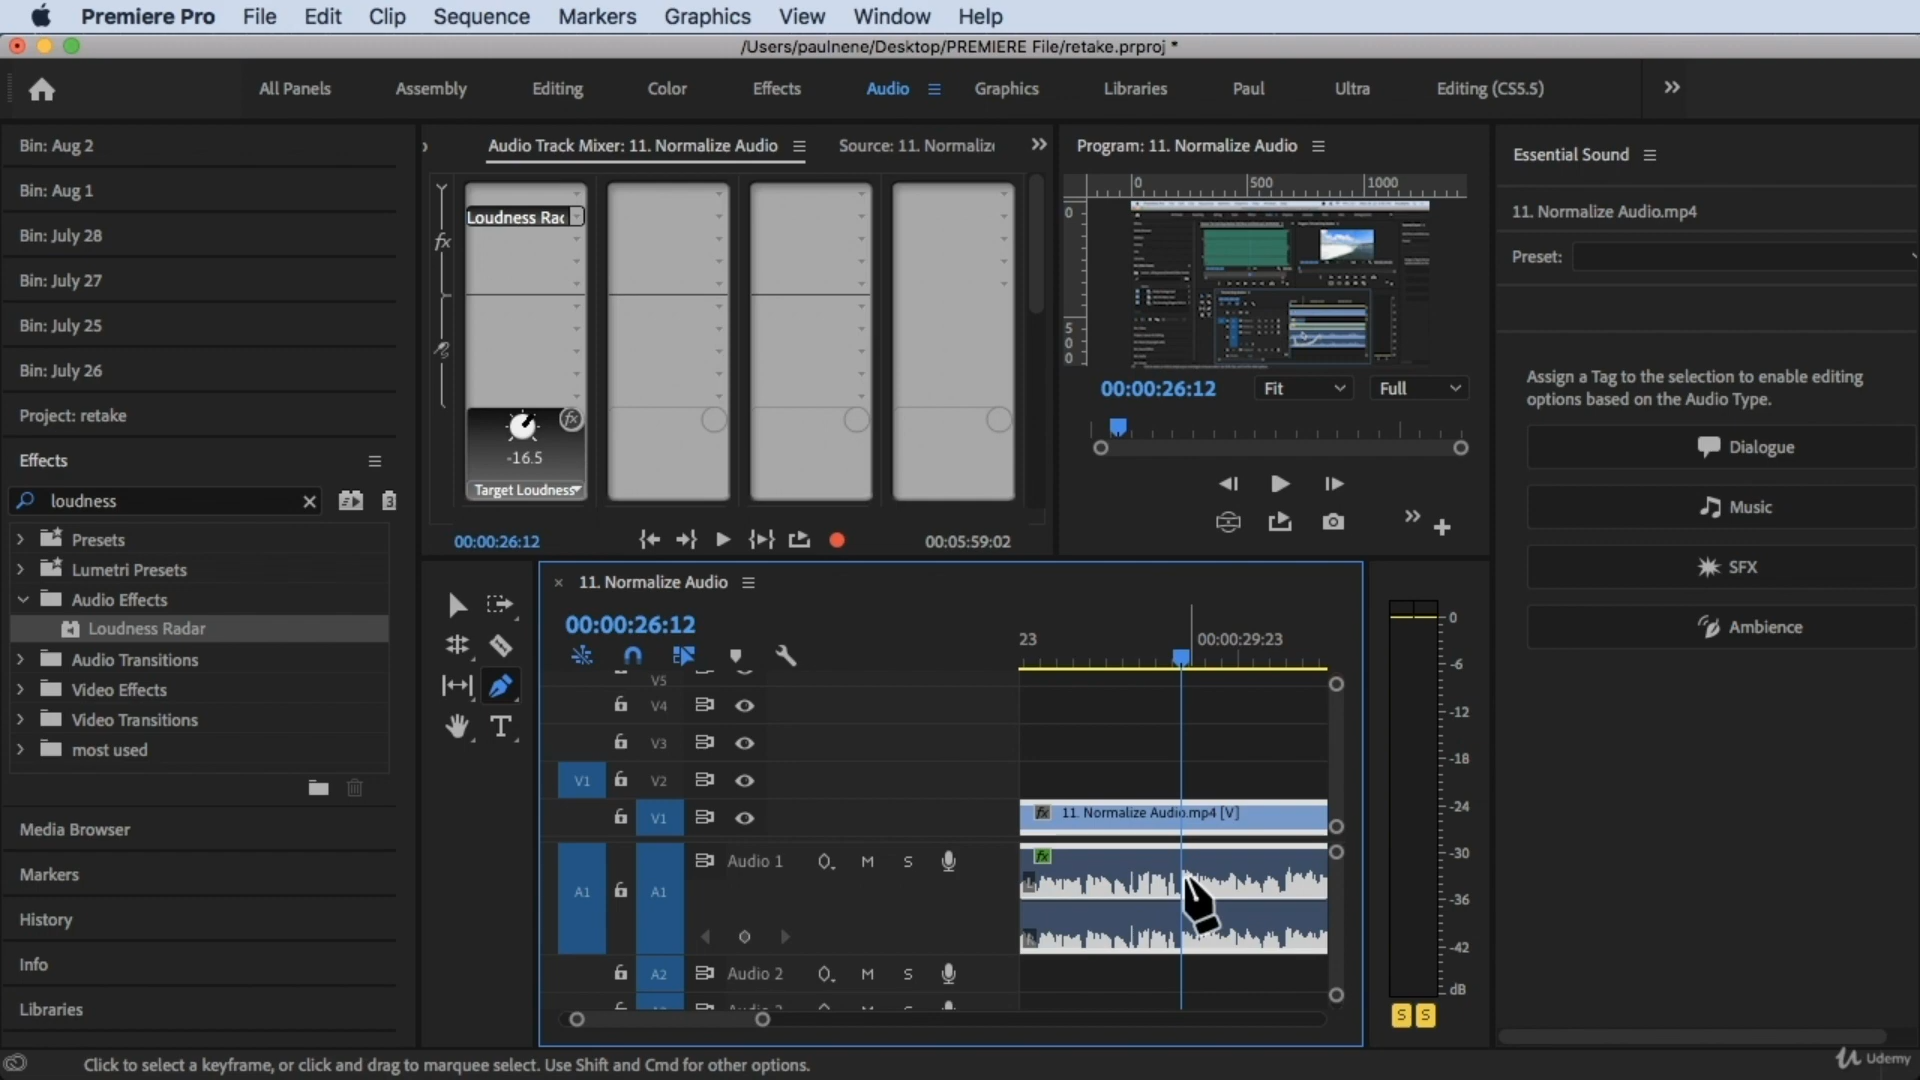 Premiere Pro File Edit Clip Sequence Markers Graphics View Window Help
/Users/paulnene/Desktop/PREMIERE File/retake.prproj *
All Panels Assembly Editing Color Effects Audio Graphics Libraries Paul Ultra Editing (CS5.5)
Bin: Aug 2
Bin: Aug 1
Bin: July 28
Bin: July 27
Bin: July 25
Bin: July 26
Project: retake
Effects
loudness
Presets
Lumetri Presets
Audio Effects
Loudness Radar
Audio Transitions
Video Effects
Video Transitions
most used
Media Browser
Markers
History
Info
Libraries
Audio Track Mixer: 11. Normalize Audio
Source: 11. Normaliz
Loudness Rad
fx
fx
-16.5
Target Loudness
00:00:26:12
00:05:59:02
Program: 11. Normalize Audio
0 500 1000
0
5
0
0
00:00:26:12 Fit Full
Essential Sound
11. Normalize Audio.mp4
Preset:
Assign a Tag to the selection to enable editing
options based on the Audio Type.
Dialogue
Music
SFX
Ambience
11. Normalize Audio
00:00:26:12
23 00:00:29:23
V5
V4
V3
V1 V2
V1
fx 11. Normalize Audio.mp4 [V]
A1 A1 Audio 1 M S
fx
L
R
A2 Audio 2 M S
T
0
-6
-12
-18
-24
-30
-36
-42
dB
S S
Click to select a keyframe, or click and drag to marquee select. Use Shift and Cmd for other options.
Udemy